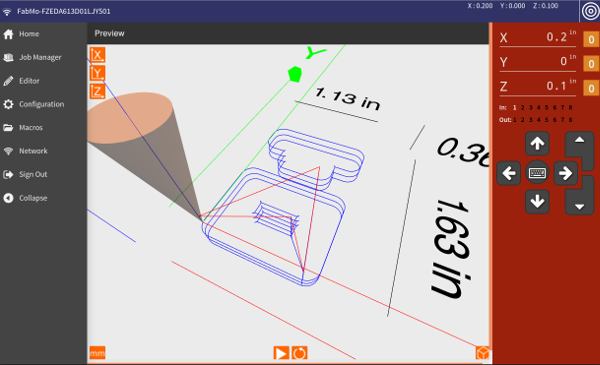 FabMo-FZEDA613D01LJY501
X: 0.200 Y: 0.000 Z: 0.100
Home
Job Manager
Editor
Configuration
Macros
Network
Sign Out
Collapse
Preview
X
Y
Z
Y
1.13 in
0.36
1.63 in
mm
X 0.2 in 0
Y 0 in 0
Z 0.1 in 0
In: 1 2 3 4 5 6 7 8
Out: 1 2 3 4 5 6 7 8